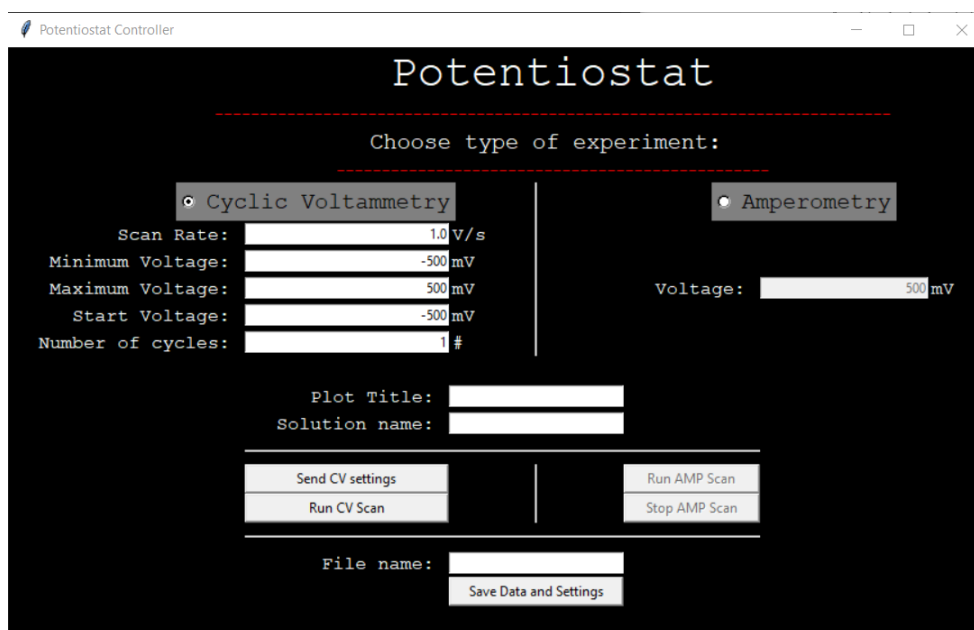 Potentiostat Controller
Potentiostat
Choose type of experiment:
Cyclic Voltammetry
Amperometry
Scan Rate: 1.0 V/s
Minimum Voltage: -500 mV
Maximum Voltage: 500 mV
Voltage: 500 mV
Start Voltage: -500 mV
Number of cycles: 1 #
Plot Title:
Solution name:
Send CV settings
Run AMP Scan
Run CV Scan
Stop AMP Scan
File name:
Save Data and Settings